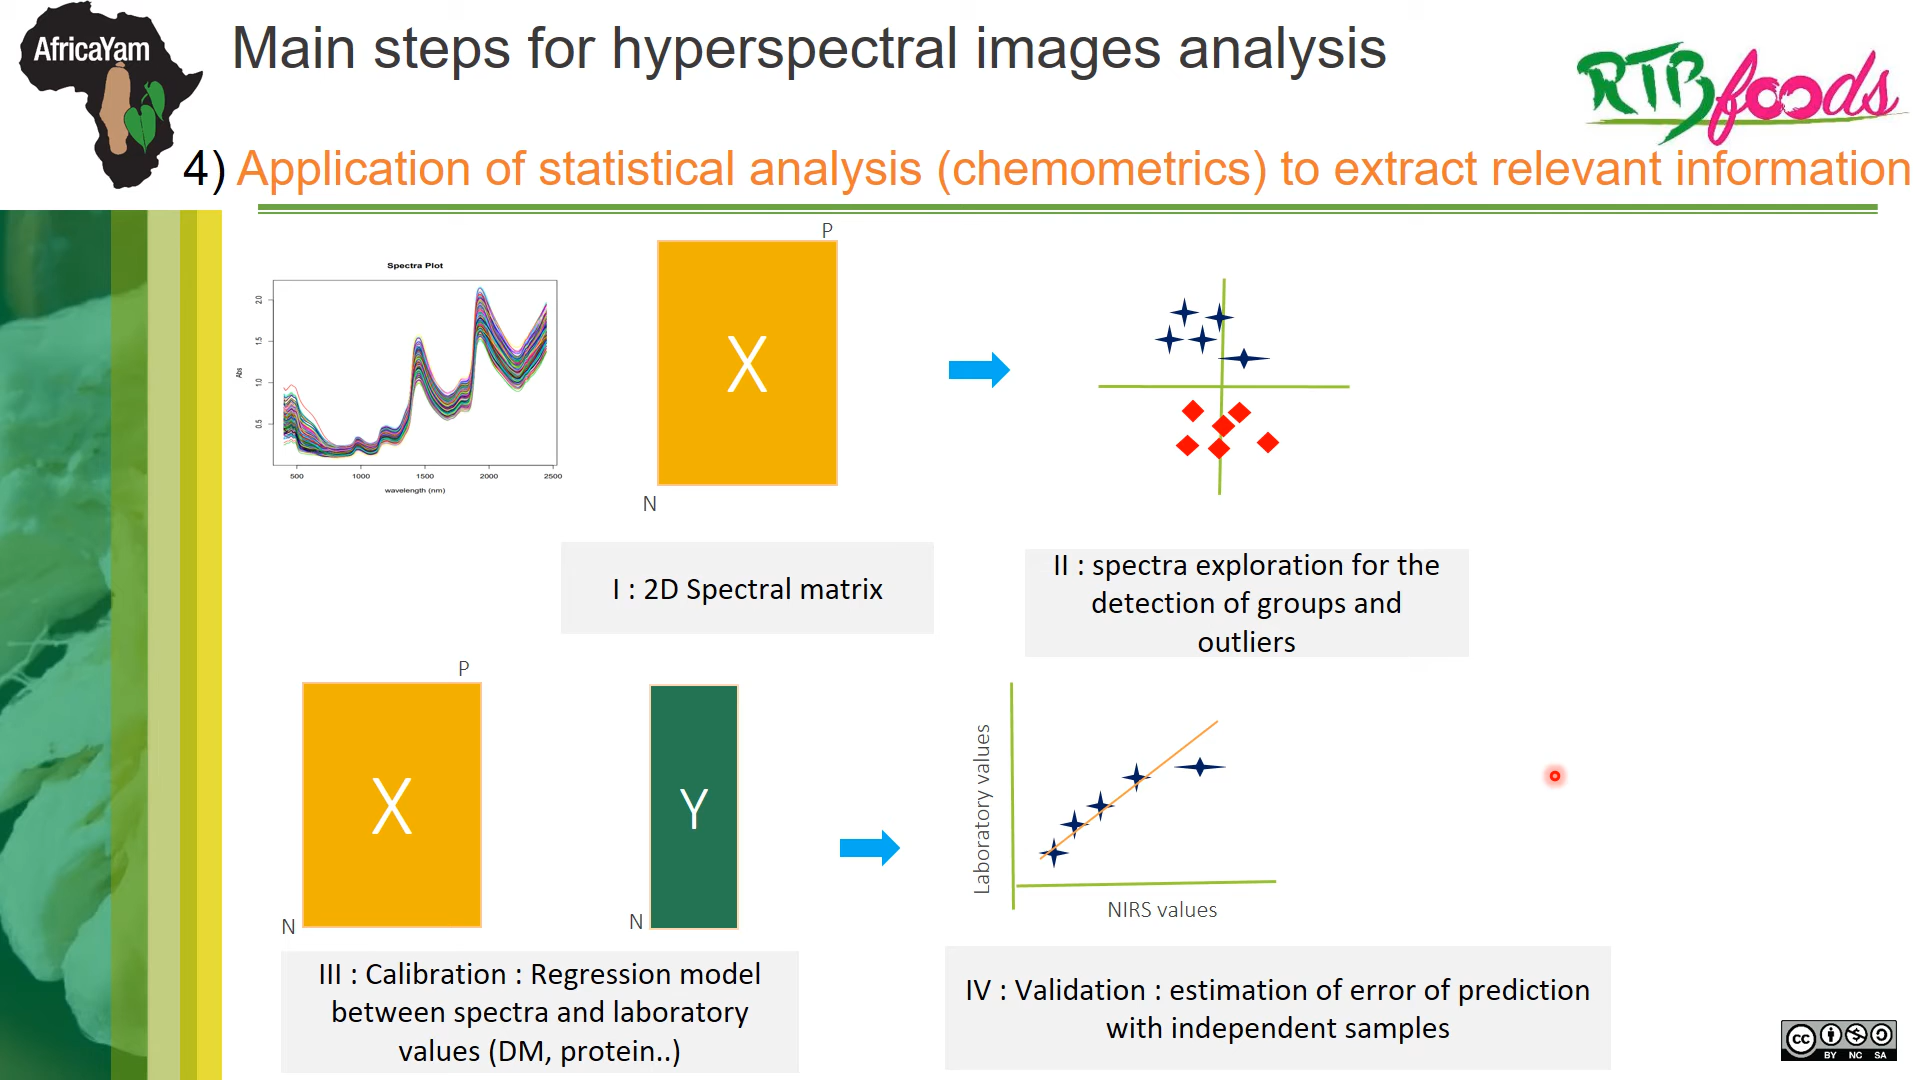 AfricaYam
Main steps for hyperspectral images analysis
RTBfoods
4) Application of statistical analysis (chemometrics) to extract relevant information
Spectra Plot
Abs
2.0
1.5
1.0
0.5
500 1000 1500 2000 2500
wavelength (nm)
P
X
N
I : 2D Spectral matrix
II : spectra exploration for the
detection of groups and
outliers
P
X
N
Y
N
III : Calibration : Regression model
between spectra and laboratory
values (DM, protein..)
Laboratory values
NIRS values
IV : Validation : estimation of error of prediction
with independent samples
cc
BY NC SA